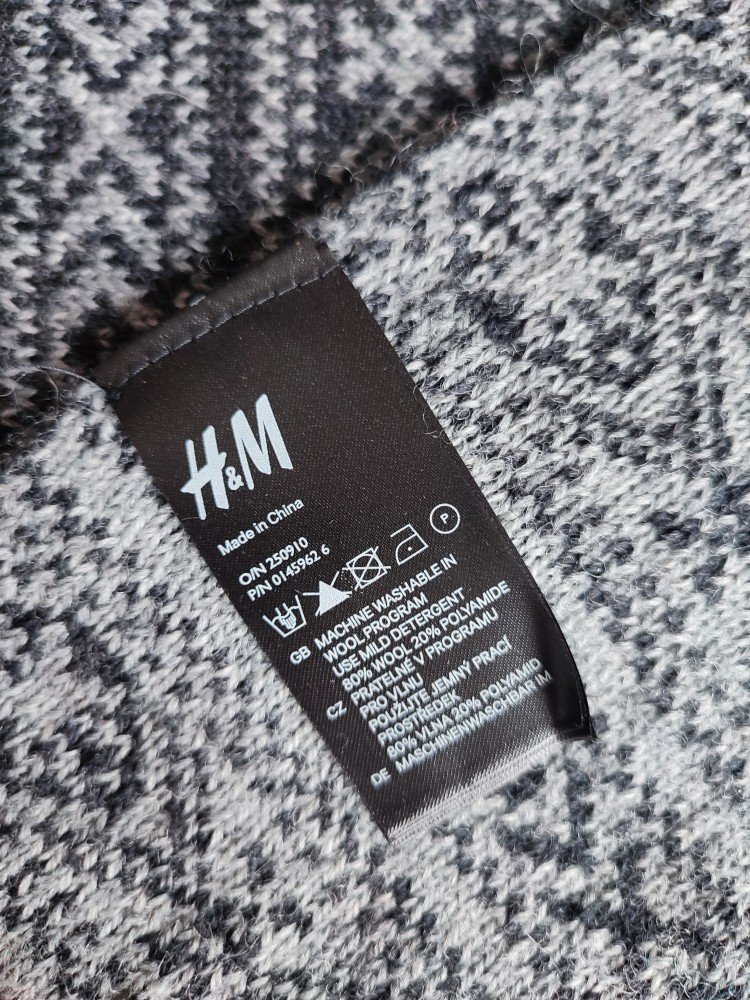 H&M
Made in China
O/N 250910
P/N 0145962 6
P
GB MACHINE WASHABLE IN
WOOL PROGRAM
USE MILD DETERGENT
80% WOOL 20% POLYAMIDE
CZ PRATELNÉ V PROGRAMU
PRO VLNU
POUŽIJTE JEMNÝ PRACÍ
PROSTŘEDEK
80% VLNA 20% POLYAMID
DE MASCHINENWASCHBAR IM